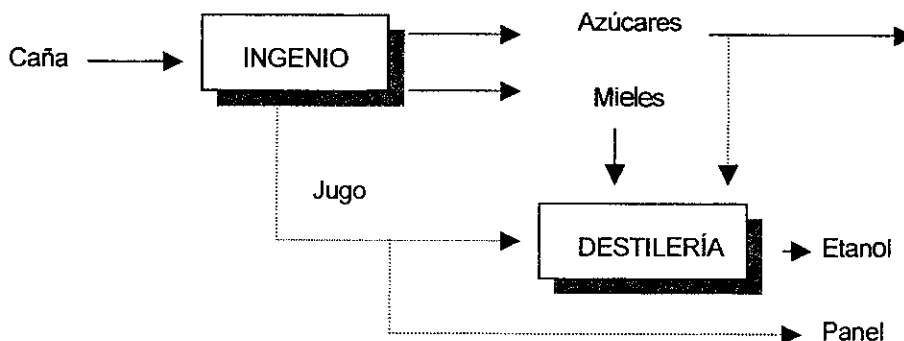 Azúcares
Caña
INGENIO
Mieles
Jugo
DESTILERÍA
Etanol
Panel